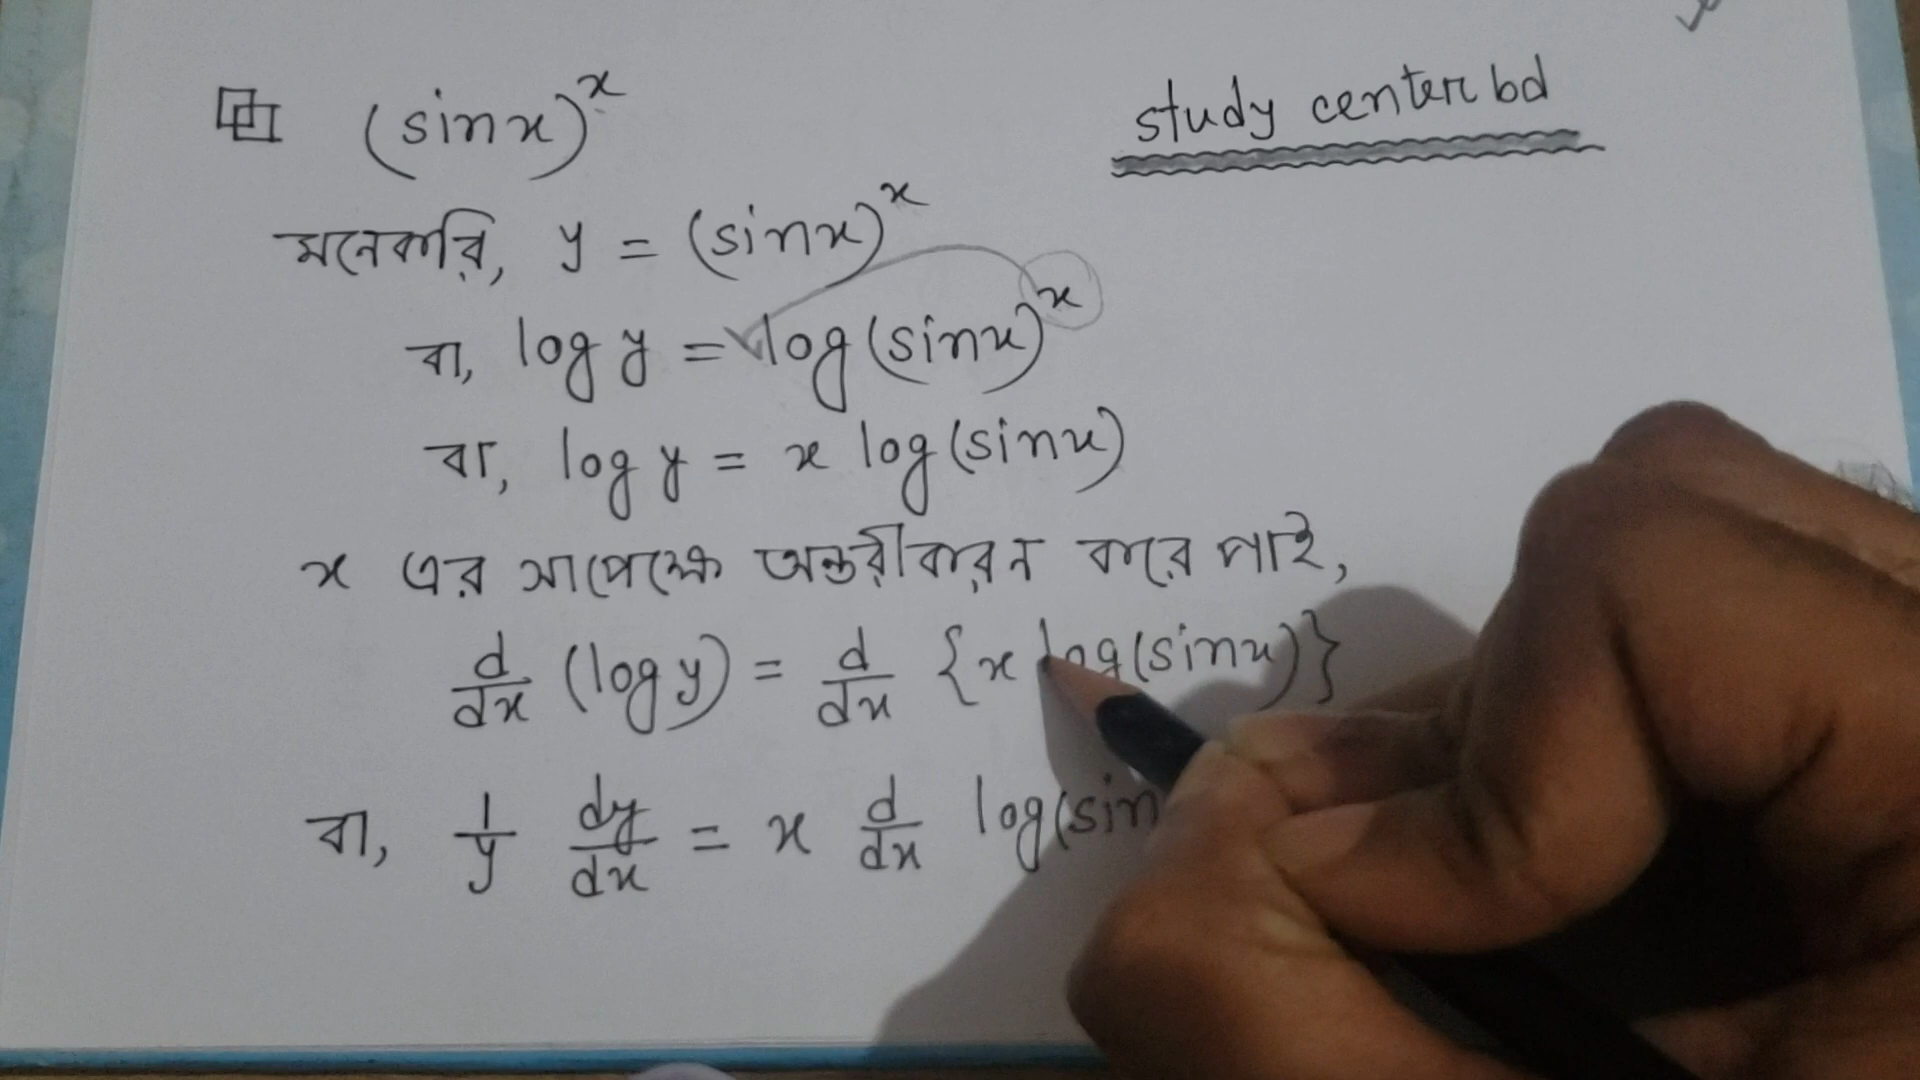 (sinx)^x
study center bd
মনেকরি, y = (sinx)^x
বা, log y = log(sinx)^x
বা, log y = x log(sinx)
x এর সাপেক্ষে অন্তরীকরন করে পাই,
d/dx (log y) = d/dx {x log(sinx)}
বা, 1/y dy/dx = x d/dx log(sin